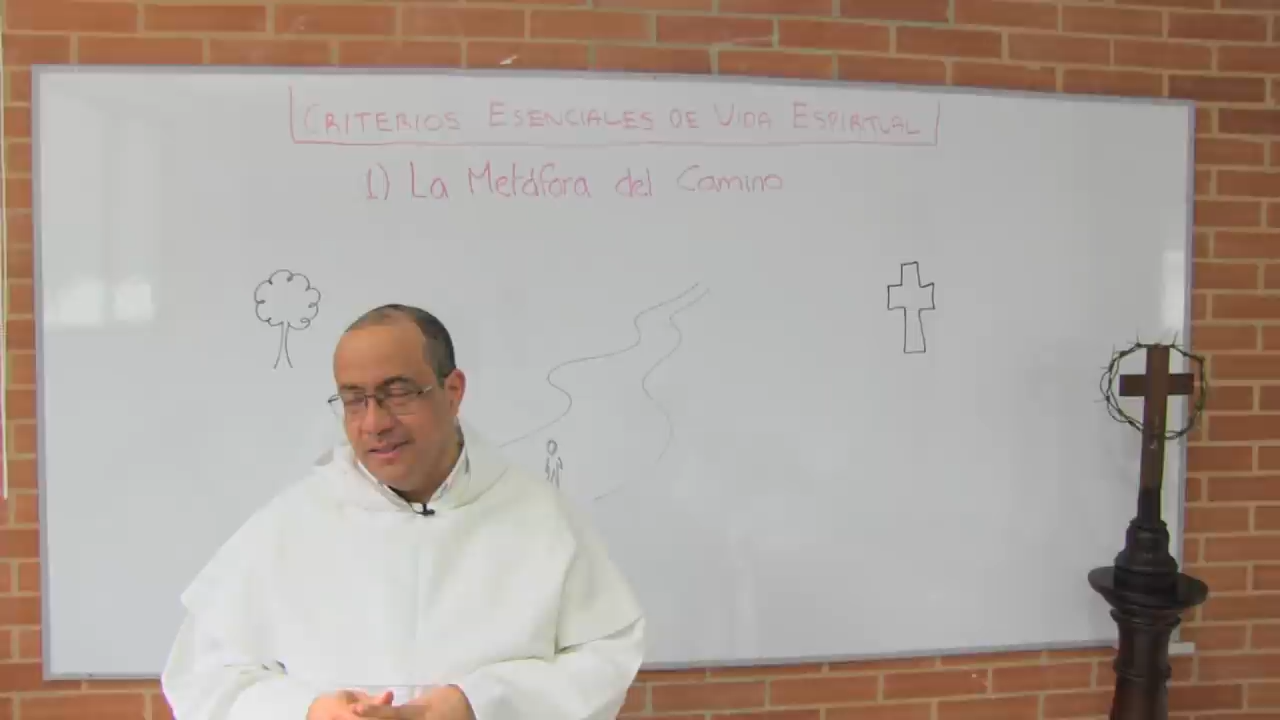 CRITERIOS ESENCIALES DE VIDA ESPIRTUAL
1) La Metáfora del Camino